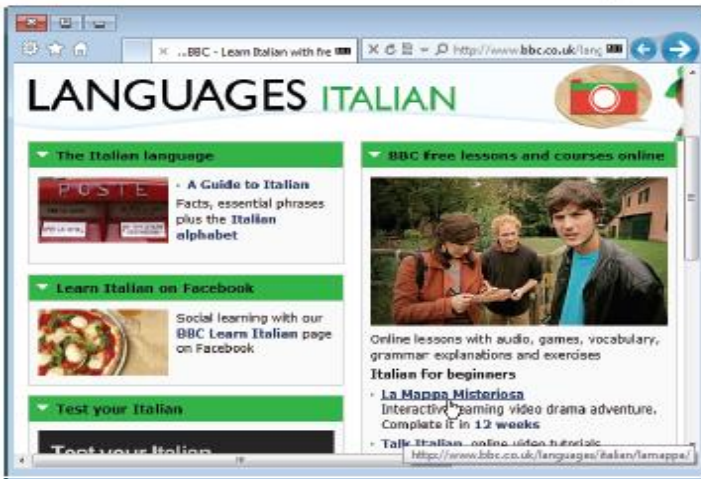 ...BBC - Learn Italian with fre
http://www.bbc.co.uk/lang
LANGUAGES ITALIAN
The Italian language
POSTE
A Guide to Italian
Facts, essential phrases
plus the Italian
alphabet
Learn Italian on Facebook
Social learning with our
BBC Learn Italian page
on Facebook
Test your Italian
Test your Italian
BBC free lessons and courses online
Online lessons with audio, games, vocabulary,
grammar explanations and exercises
Italian for beginners
La Mappa Misteriosa
Interactive learning video drama adventure.
Complete it in 12 weeks
Talk Italian, online video tutorials
http://www.bbc.co.uk/languages/italian/lamappa/